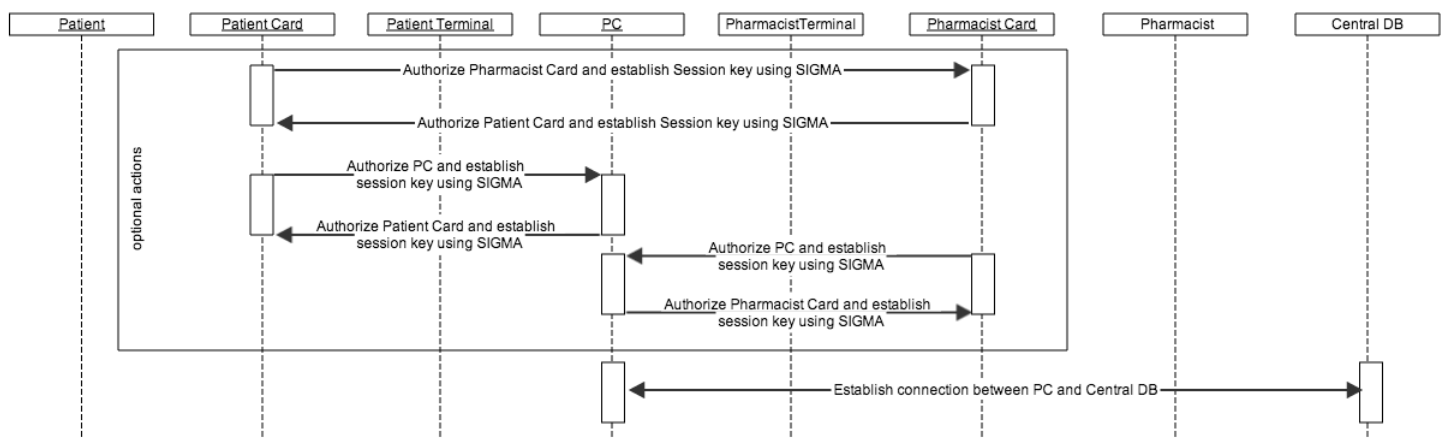 Patient
Patient Card
Patient Terminal
PC
PharmacistTerminal
Pharmacist Card
Pharmacist
Central DB
optional actions
Authorize Pharmacist Card and establish Session key using SIGMA
Authorize Patient Card and establish Session key using SIGMA
Authorize PC and establish
session key using SIGMA
Authorize Patient Card and establish
session key using SIGMA
Authorize PC and establish
session key using SIGMA
Authorize Pharmacist Card and establish
session key using SIGMA
Establish connection between PC and Central DB